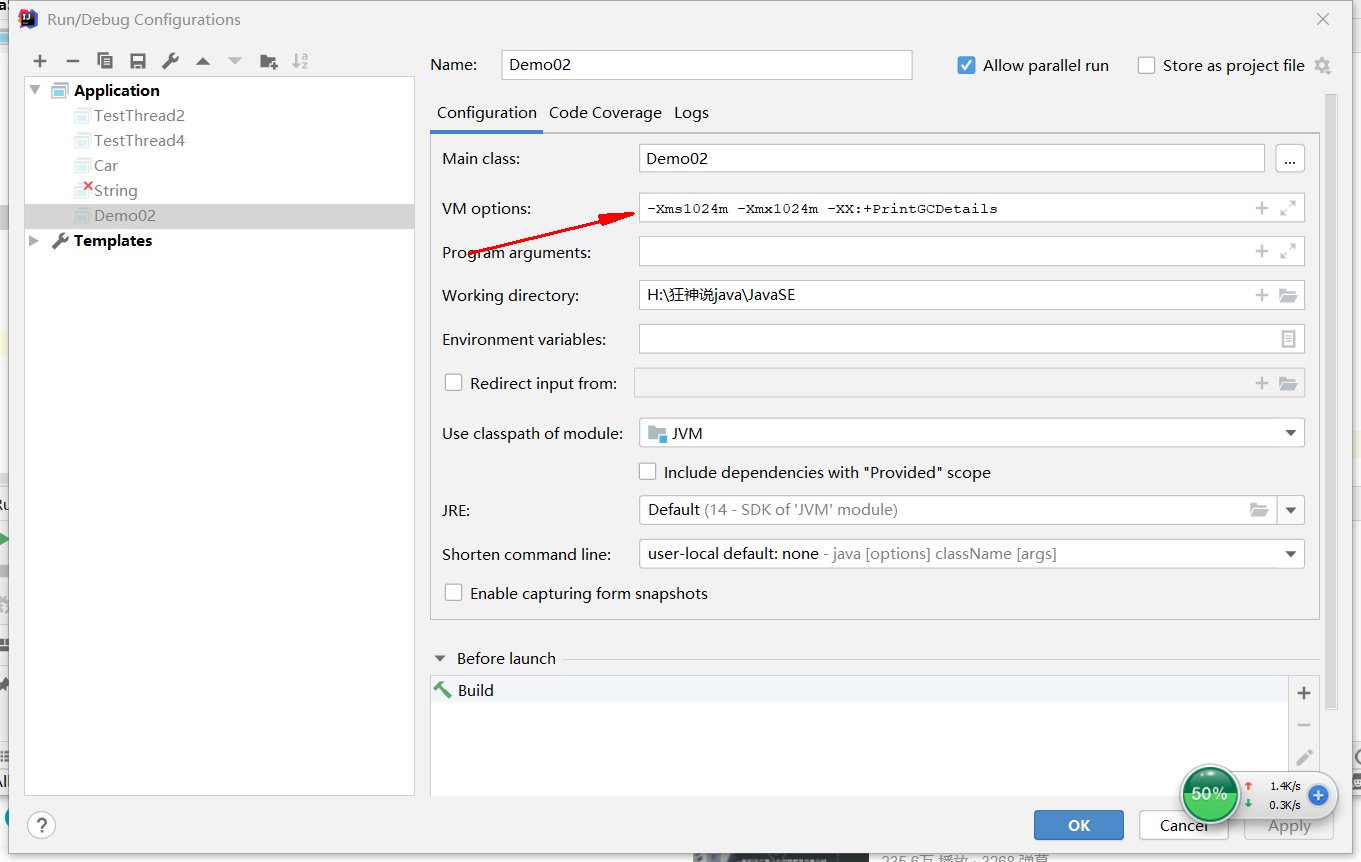 Run/Debug Configurations
Name: Demo02 Allow parallel run Store as project file
Application
TestThread2
TestThread4
Car
String
Demo02
Templates
Configuration Code Coverage Logs
Main class: Demo02 ...
VM options: -Xms1024m -Xmx1024m -XX:+PrintGCDetails
Program arguments:
Working directory: H:\狂神说java\JavaSE
Environment variables:
Redirect input from:
Use classpath of module: JVM
Include dependencies with "Provided" scope
JRE: Default (14 - SDK of 'JVM' module)
Shorten command line: user-local default: none - java [options] className [args]
Enable capturing form snapshots
Before launch
Build
50% 1.4K/s
0.3K/s
? OK Cancel Apply